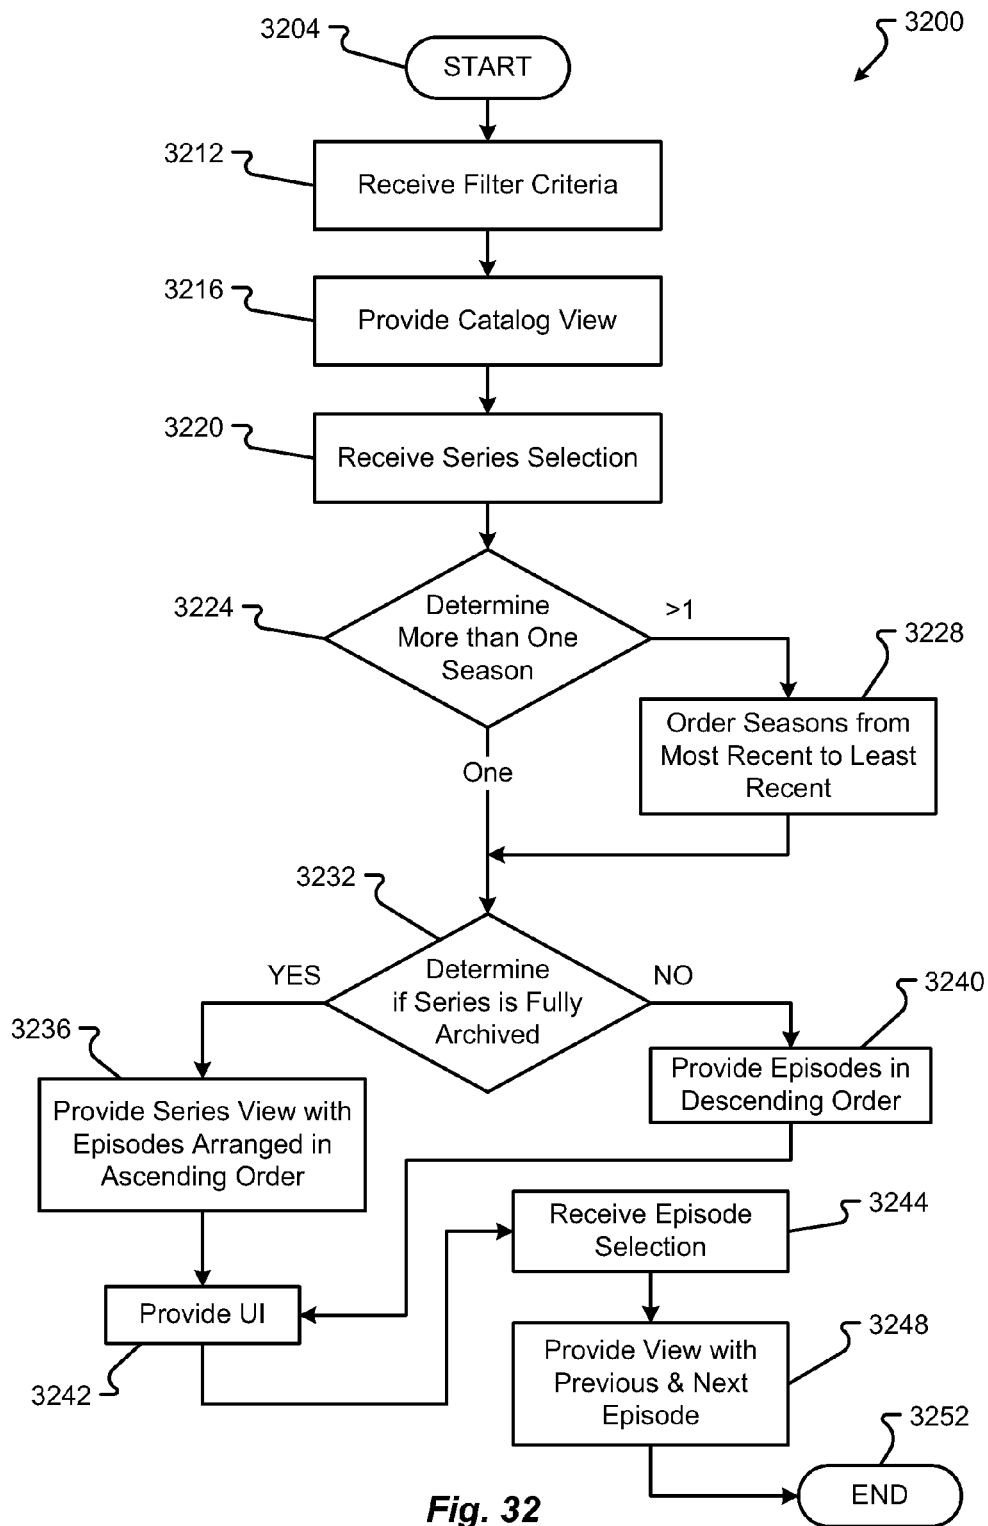 3200
3204
START
3212
Receive Filter Criteria
3216
Provide Catalog View
3220
Receive Series Selection
3224
Determine
More than One
Season
>1
3228
Order Seasons from
Most Recent to Least
Recent
One
3232
Determine
if Series is Fully
Archived
YES
NO
3236
Provide Series View with
Episodes Arranged in
Ascending Order
3240
Provide Episodes in
Descending Order
3242
Provide UI
3244
Receive Episode
Selection
3248
Provide View with
Previous & Next
Episode
3252
END
Fig. 32